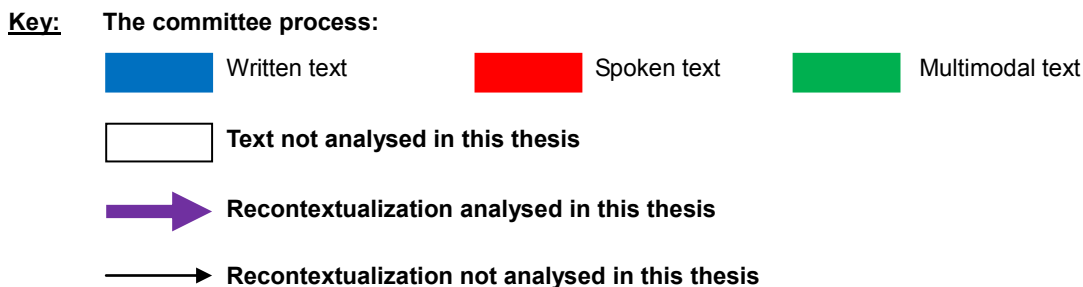 Key: The committee process:
Written text Spoken text Multimodal text
Text not analysed in this thesis
Recontextualization analysed in this thesis
Recontextualization not analysed in this thesis